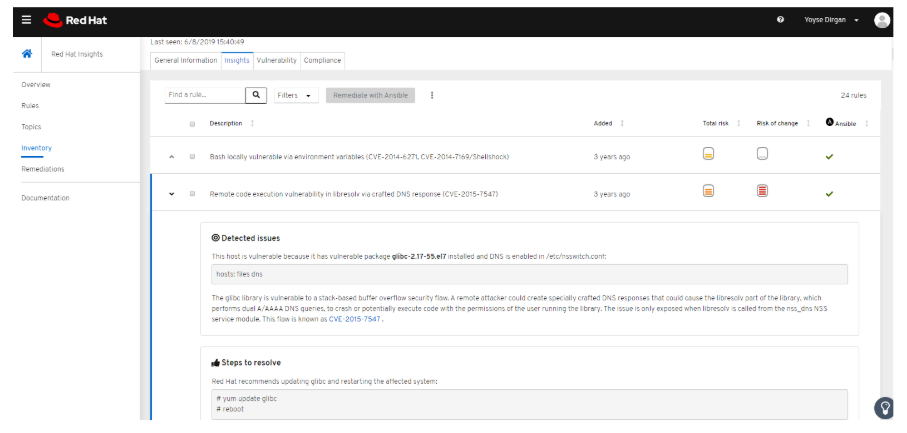 Red Hat
Yoyse Dirgan
Last seen: 6/8/2019 15:40:49
Red Hat Insights
General Information Insights Vulnerability Compliance
Overview
Rules
Topics
Inventory
Remediations
Documentation
Find a rule... Filters Remediate with Ansible 24 rules
Description Added Total risk Risk of change Ansible
Bash locally vulnerable via environment variables (CVE-2014-6271, CVE-2014-7169/Shellshock) 3 years ago
Remote code execution vulnerability in libresolv via crafted DNS response (CVE-2015-7547) 3 years ago
Detected issues
This host is vulnerable because it has vulnerable package glibc-2.17-55.el7 installed and DNS is enabled in /etc/nsswitch.conf:
hosts: files dns
The glibc library is vulnerable to a stack-based buffer overflow security flaw. A remote attacker could create specially crafted DNS responses that could cause the libresolv part of the library, which
performs dual A/AAAA DNS queries, to crash or potentially execute code with the permissions of the user running the library. The issue is only exposed when libresolv is called from the nss_dns NSS
service module. This flaw is known as CVE-2015-7547 .
Steps to resolve
Red Hat recommends updating glibc and restarting the affected system:
# yum update glibc
# reboot